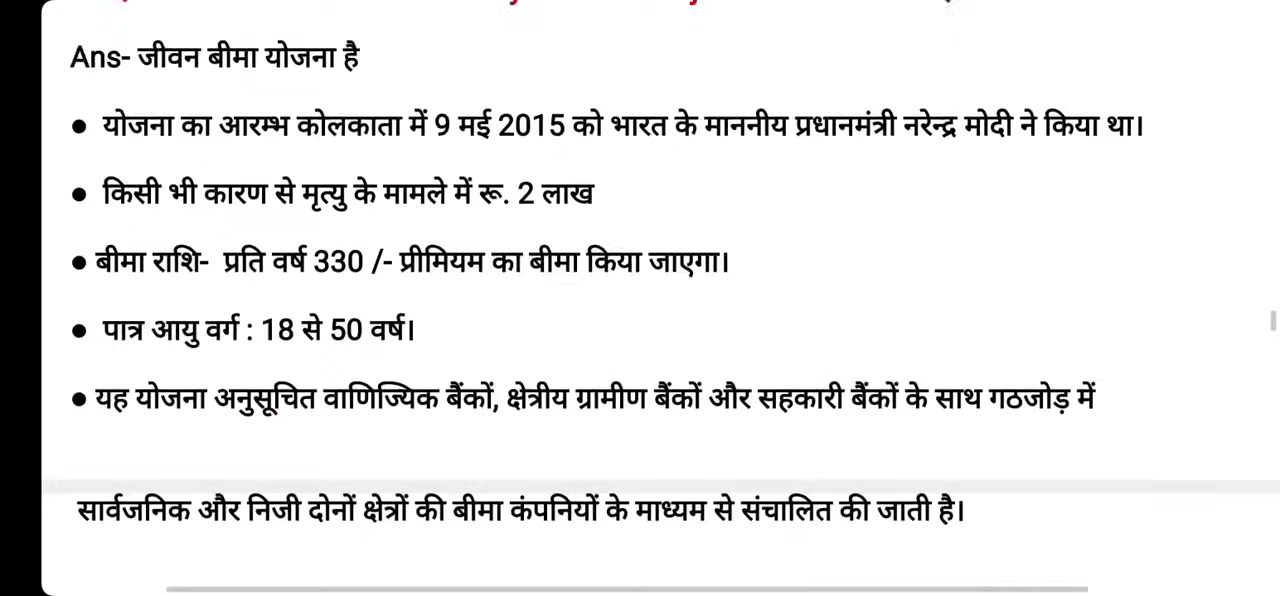 Ans- जीवन बीमा योजना है
● योजना का आरम्भ कोलकाता में 9 मई 2015 को भारत के माननीय प्रधानमंत्री नरेन्द्र मोदी ने किया था।
● किसी भी कारण से मृत्यु के मामले में रू. 2 लाख
● बीमा राशि- प्रति वर्ष 330 /- प्रीमियम का बीमा किया जाएगा।
● पात्र आयु वर्ग : 18 से 50 वर्ष।
● यह योजना अनुसूचित वाणिज्यिक बैंकों, क्षेत्रीय ग्रामीण बैंकों और सहकारी बैंकों के साथ गठजोड़ में
सार्वजनिक और निजी दोनों क्षेत्रों की बीमा कंपनियों के माध्यम से संचालित की जाती है।